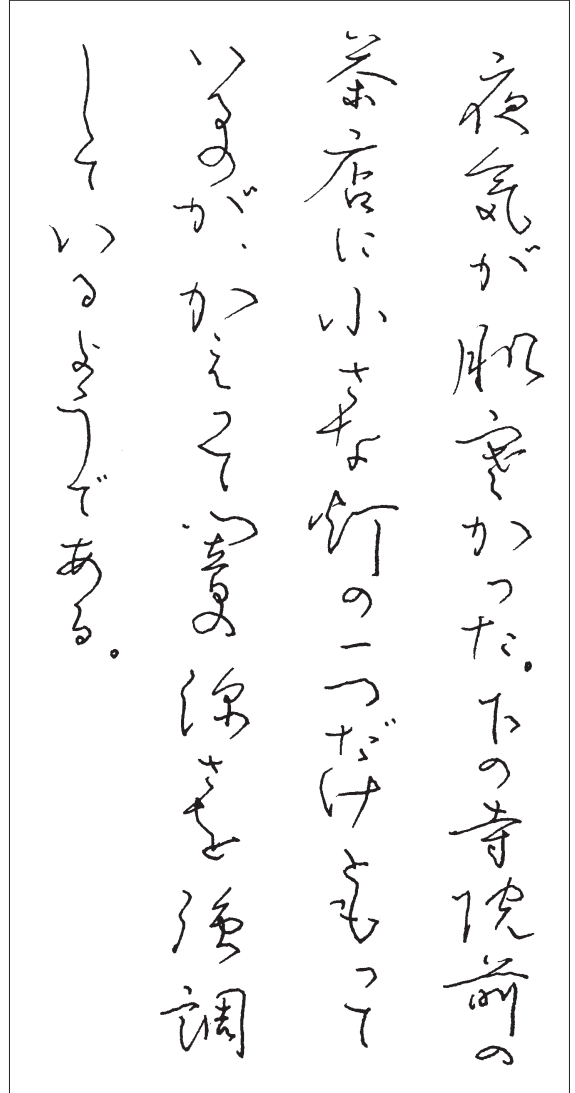 夜気が肌寒かった。下の寺院前の
茶店に小さな灯の一つだけともって
いるのが、かえって闇の深さを強調
しているようである。